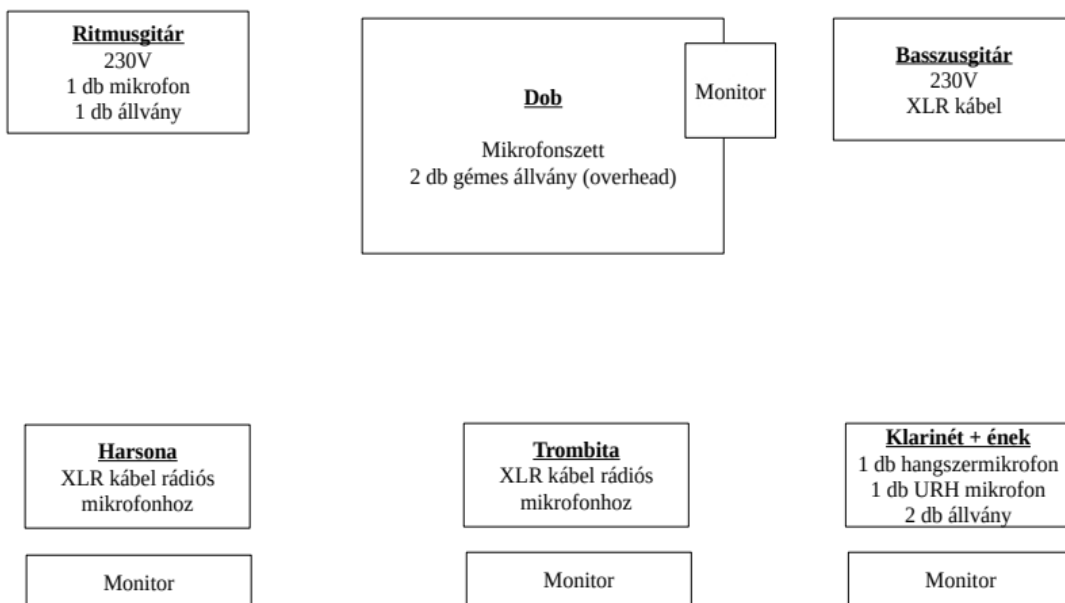 Ritmusgitár
230V
1 db mikrofon
1 db állvány
Dob
Mikrofonszett
2 db gémes állvány (overhead)
Monitor
Basszusgitár
230V
XLR kábel
Harsona
XLR kábel rádiós
mikrofonhoz
Monitor
Trombita
XLR kábel rádiós
mikrofonhoz
Monitor
Klarinét + ének
1 db hangszermikrofon
1 db URH mikrofon
2 db állvány
Monitor